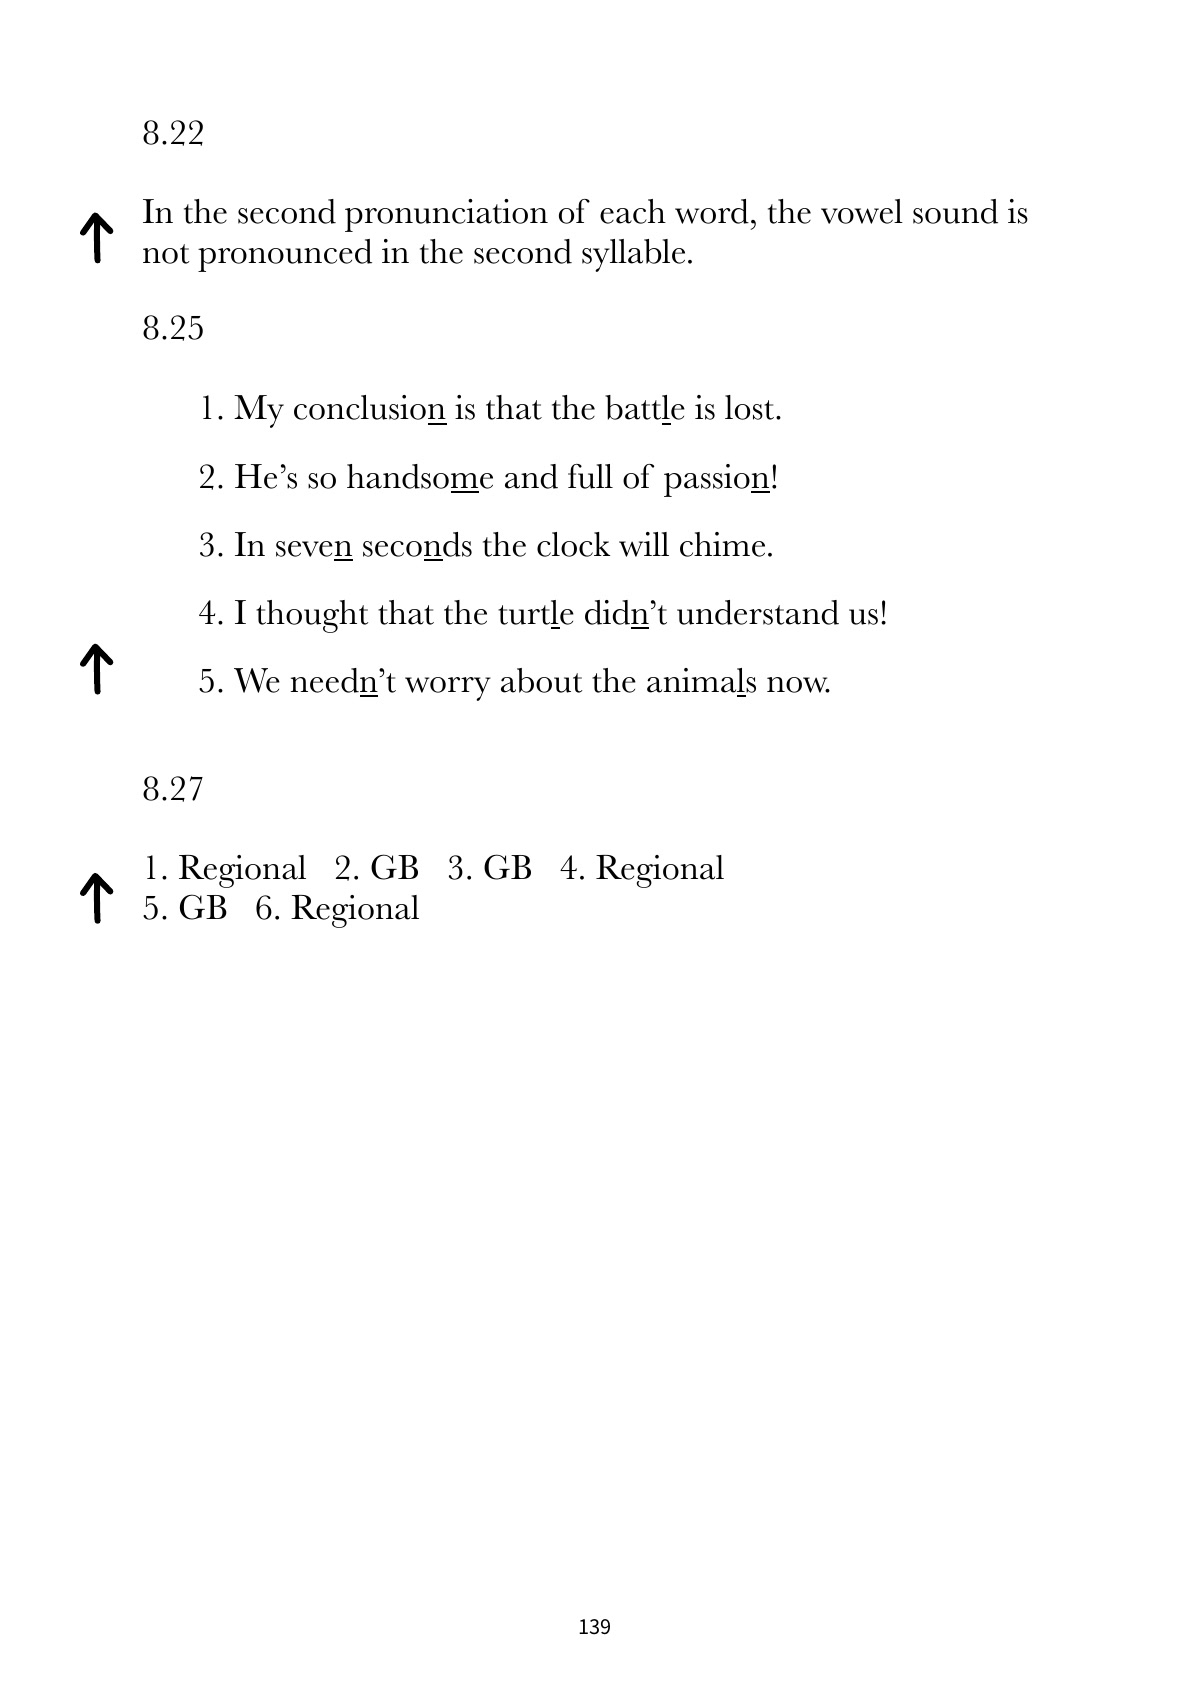 8.22
In the second pronunciation of each word, the vowel sound is
not pronounced in the second syllable.
8.25
1. My conclusion is that the battle is lost.
2. He’s so handsome and full of passion!
3. In seven seconds the clock will chime.
4. I thought that the turtle didn’t understand us!
5. We needn’t worry about the animals now.
8.27
1. Regional 2. GB 3. GB 4. Regional
5. GB 6. Regional
139